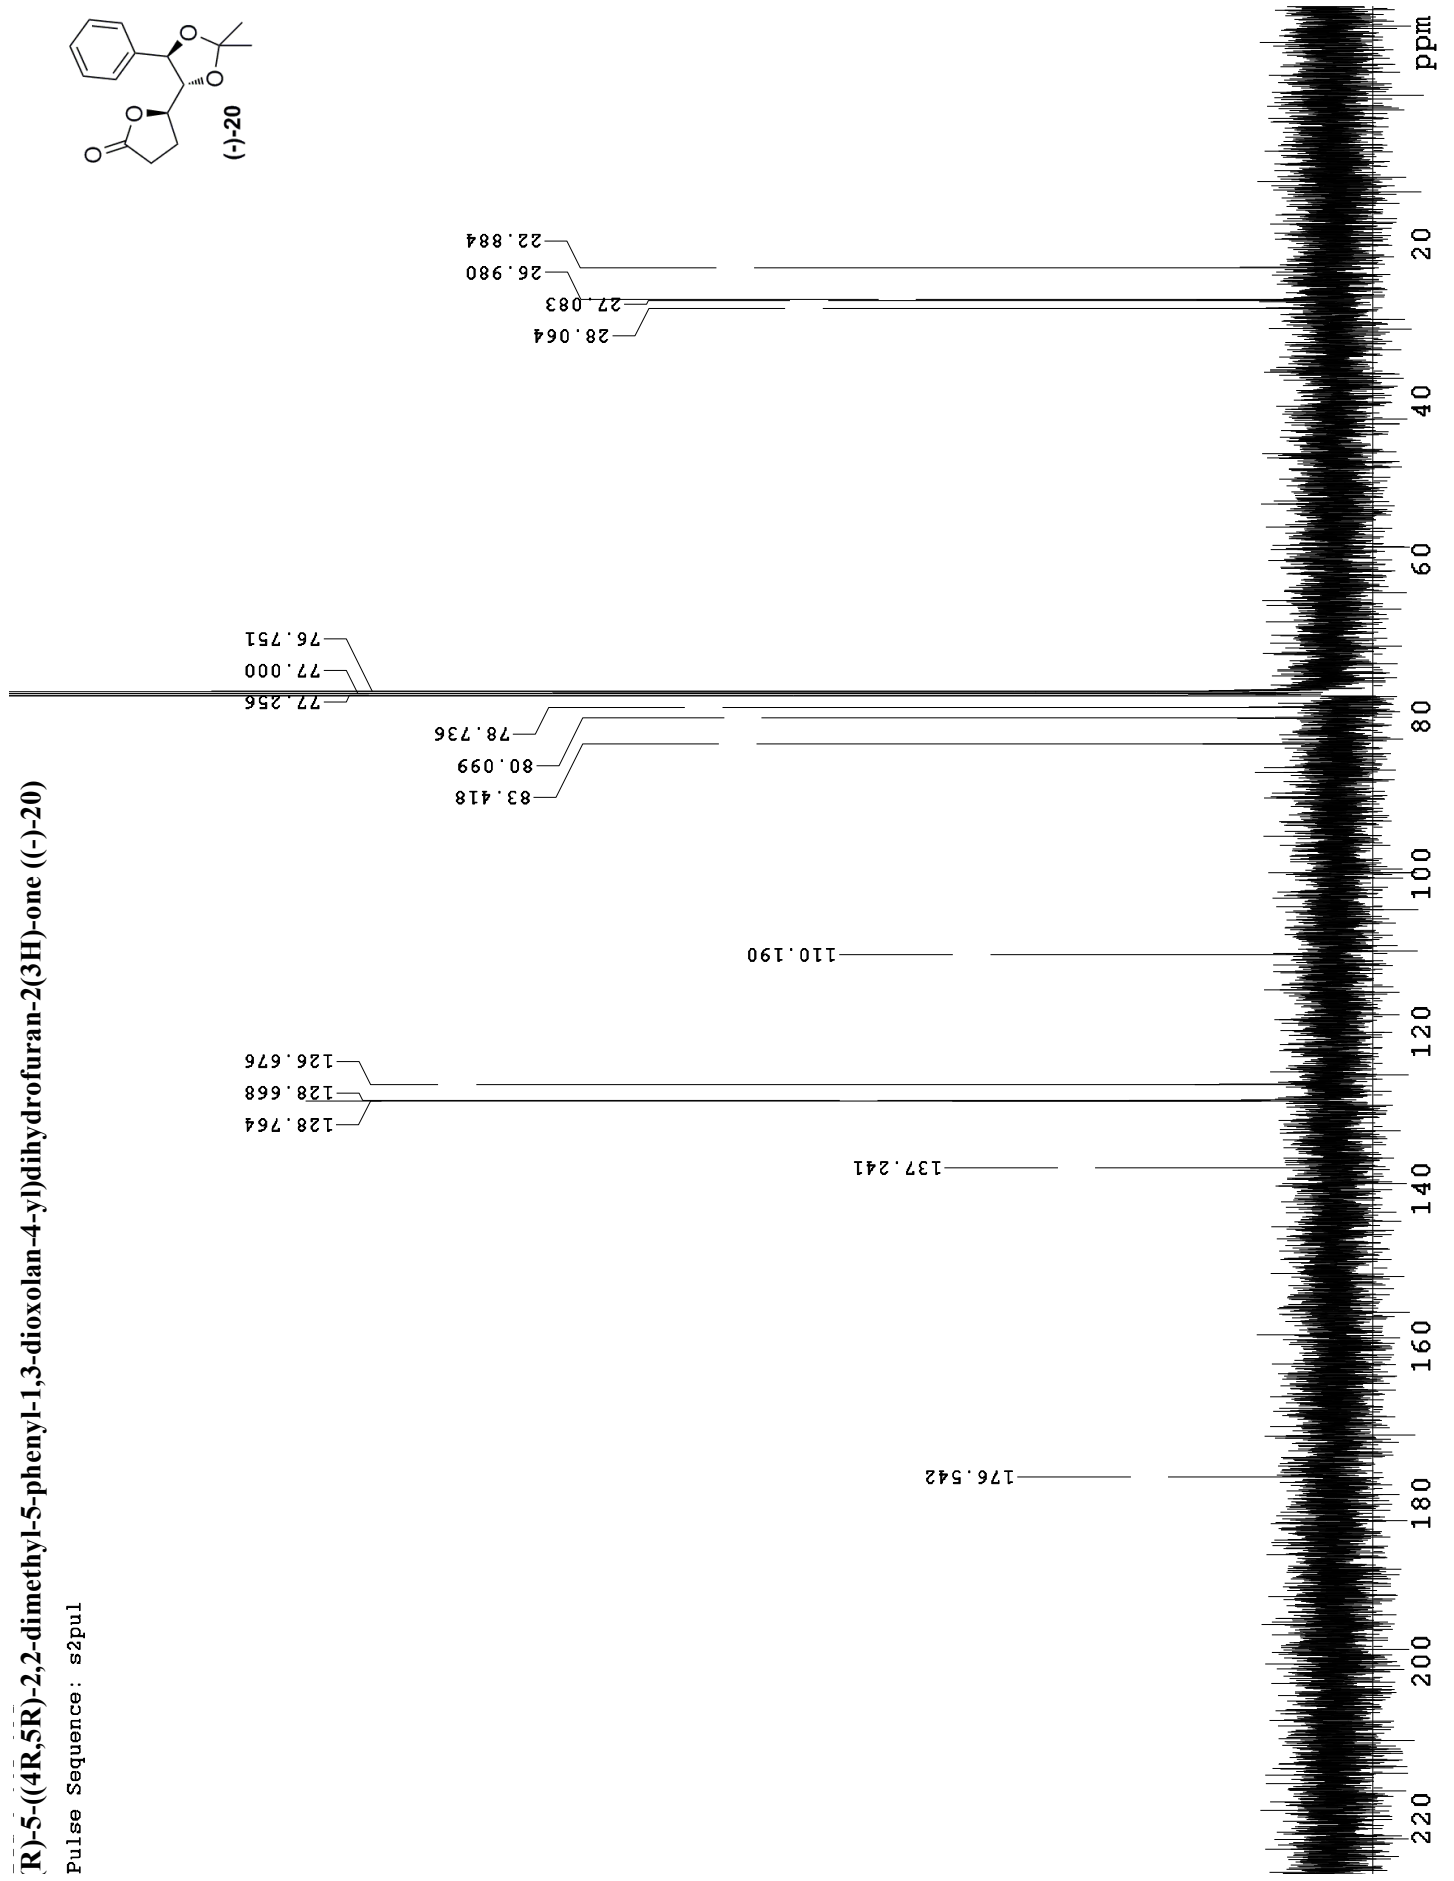 R)-5-((4R,5R)-2,2-dimethyl-5-phenyl-1,3-dioxolan-4-yl)dihydrofuran-2(3H)-one ((-)-20)
Pulse Sequence: s2pul
O
O
O
O
(-)-20
176.542
137.241
128.764
128.668
126.676
110.190
83.418
80.099
78.736
77.256
77.000
76.751
28.064
27.083
26.980
22.884
220 200 180 160 140 120 100 80 60 40 20 ppm